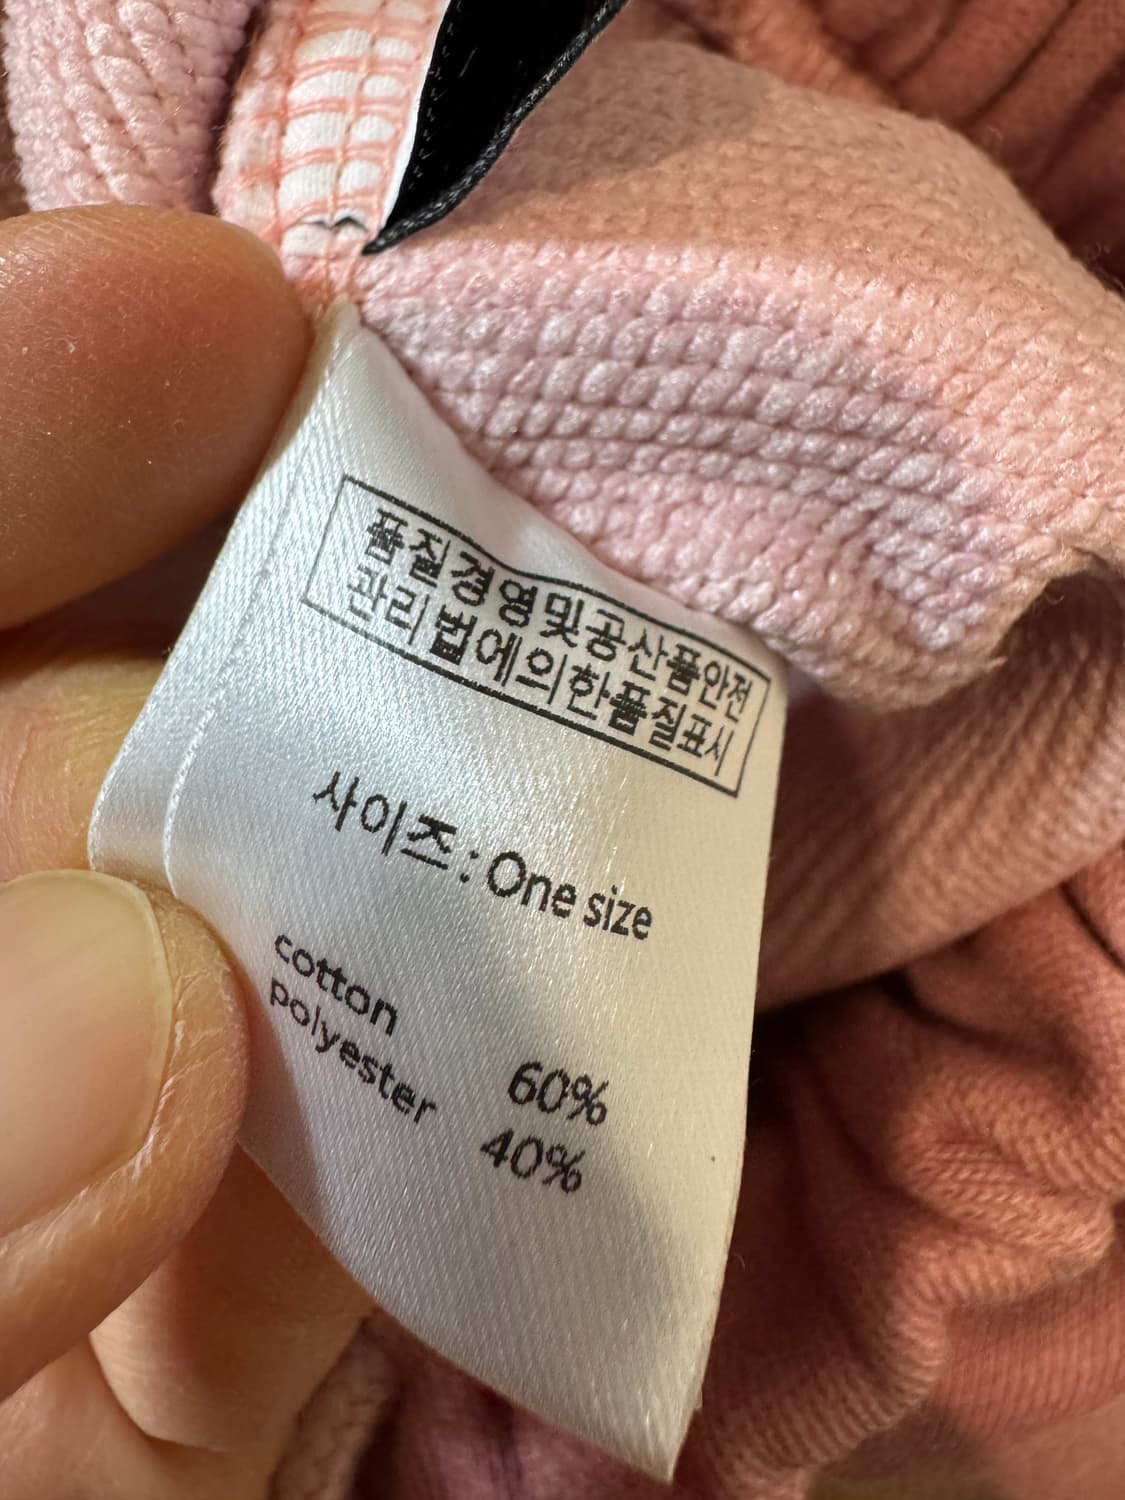 품질경영및공산품안전
관리법에의한품질표시
사이즈 : One size
cotton 60%
polyester 40%